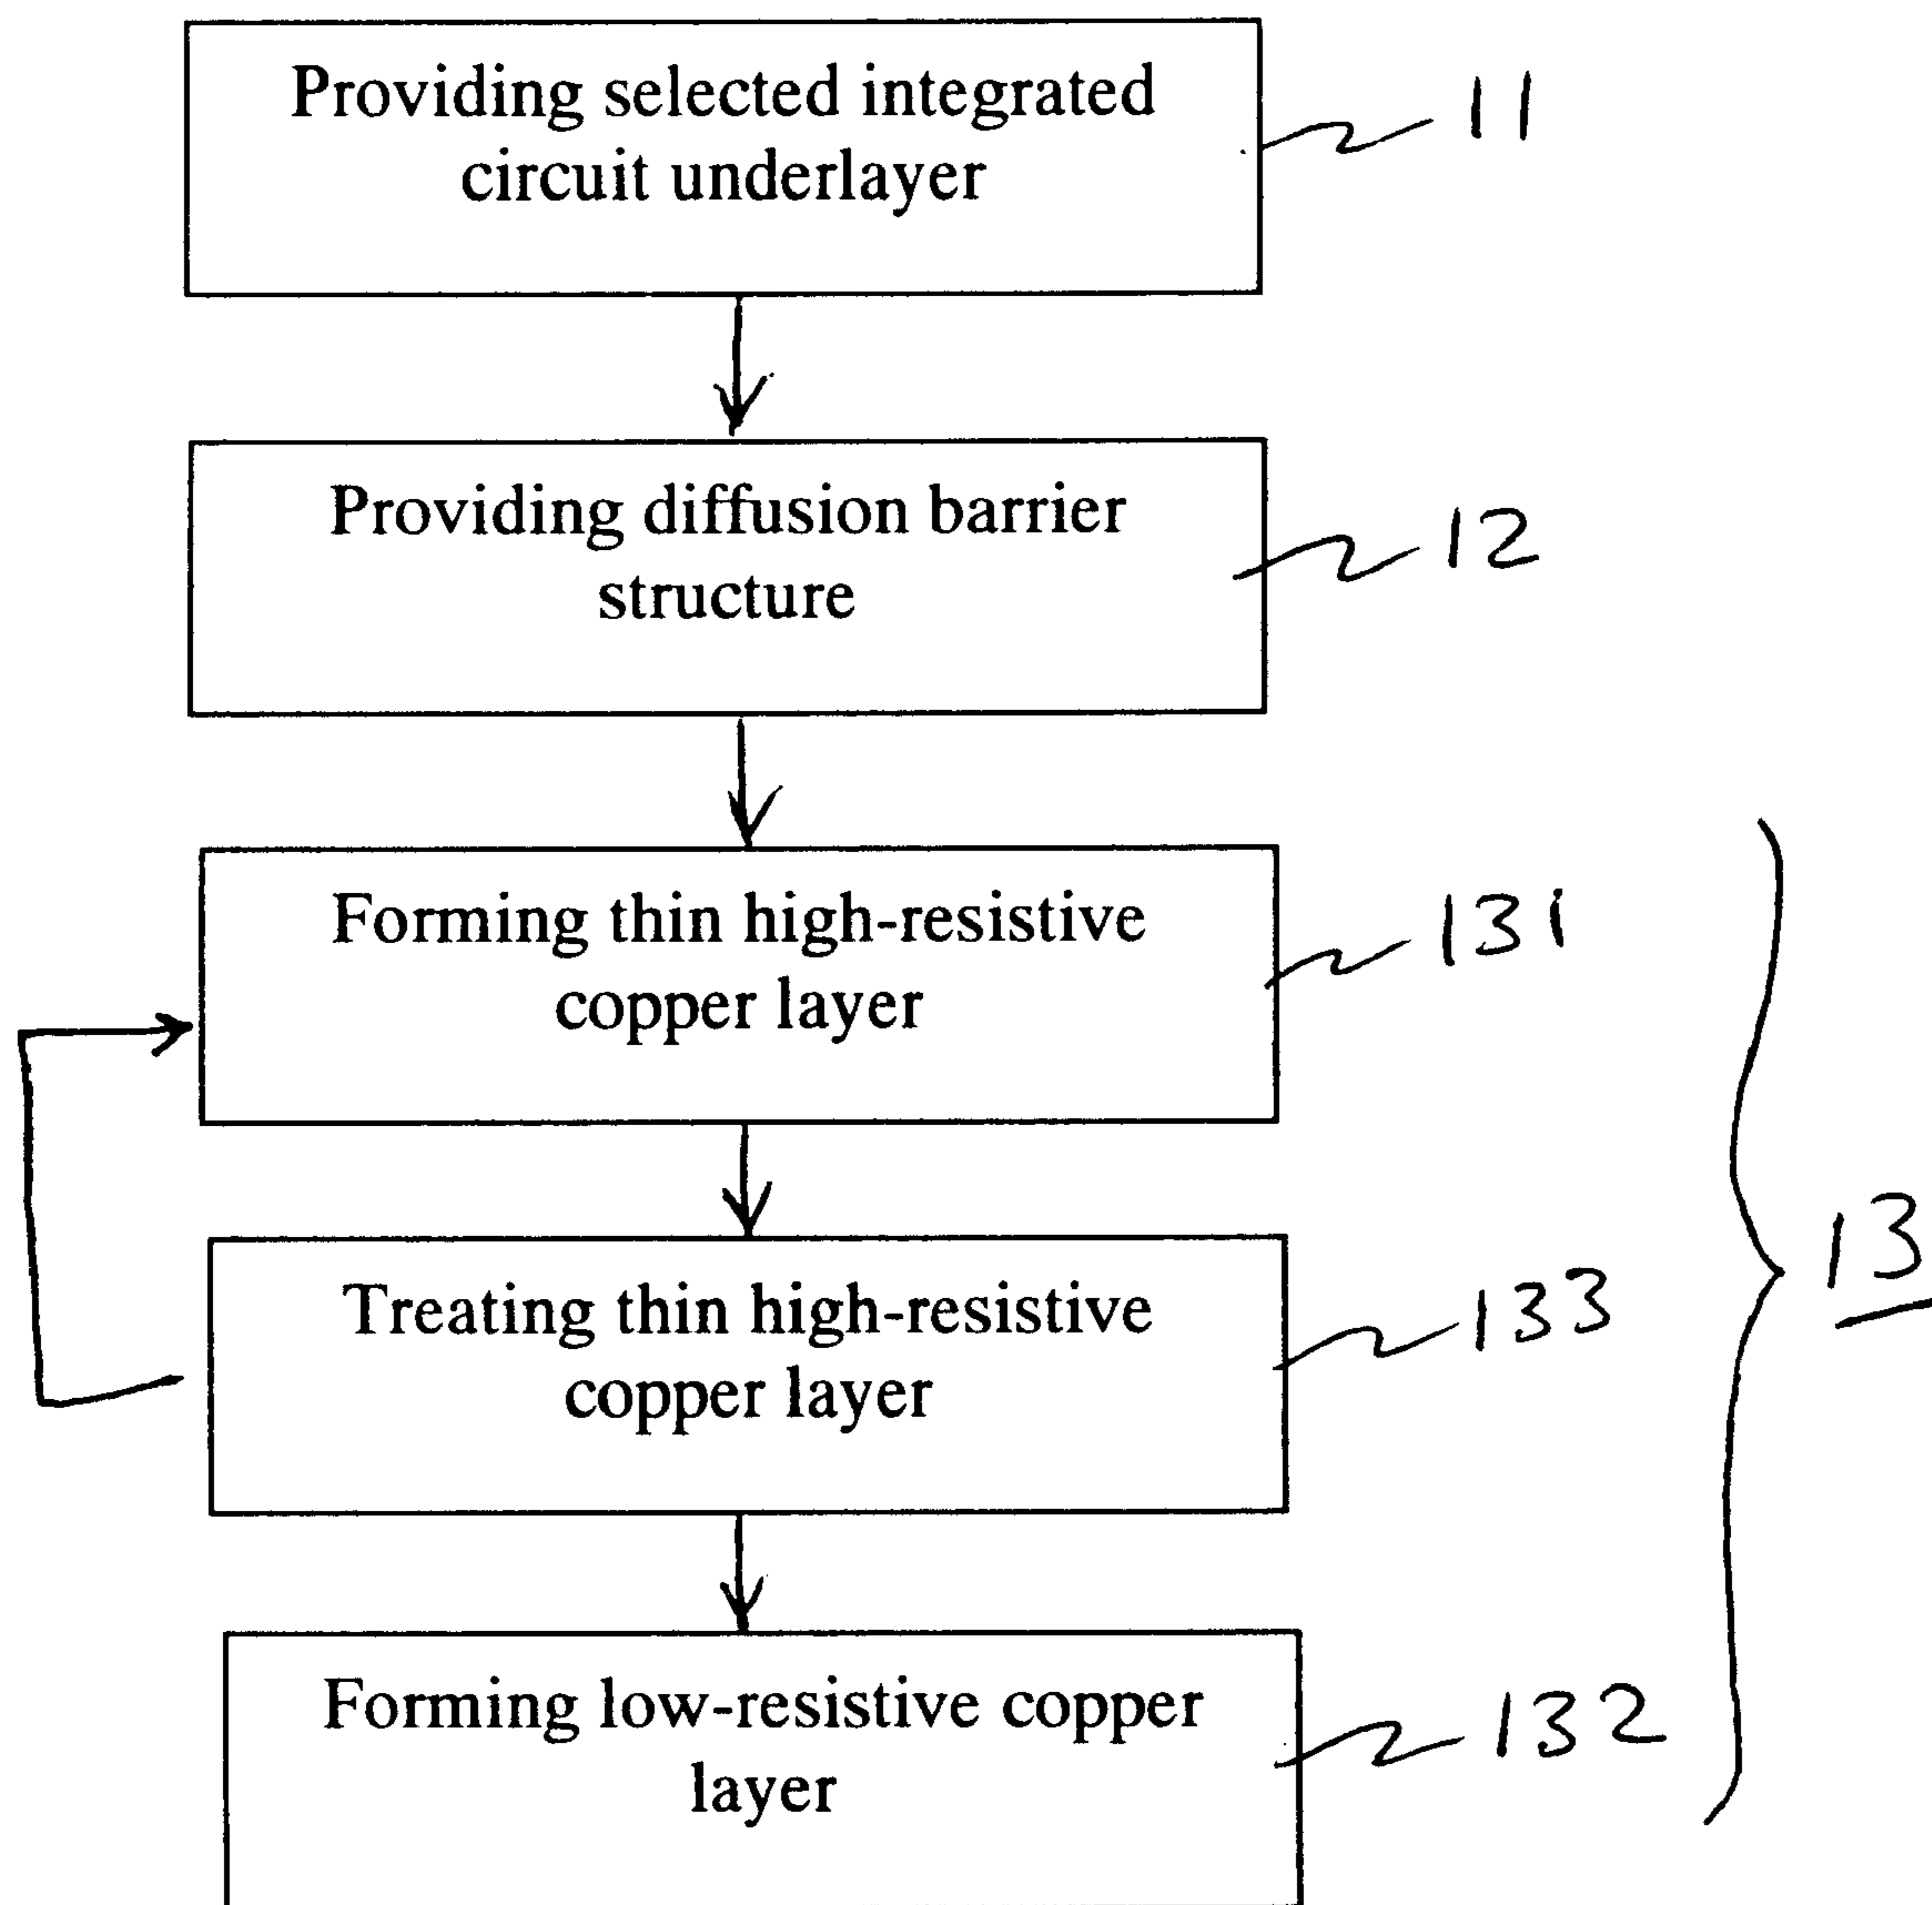 Providing selected integrated
circuit underlayer
11
Providing diffusion barrier
structure
12
Forming thin high-resistive
copper layer
131
13
Treating thin high-resistive
copper layer
133
Forming low-resistive copper
layer
132